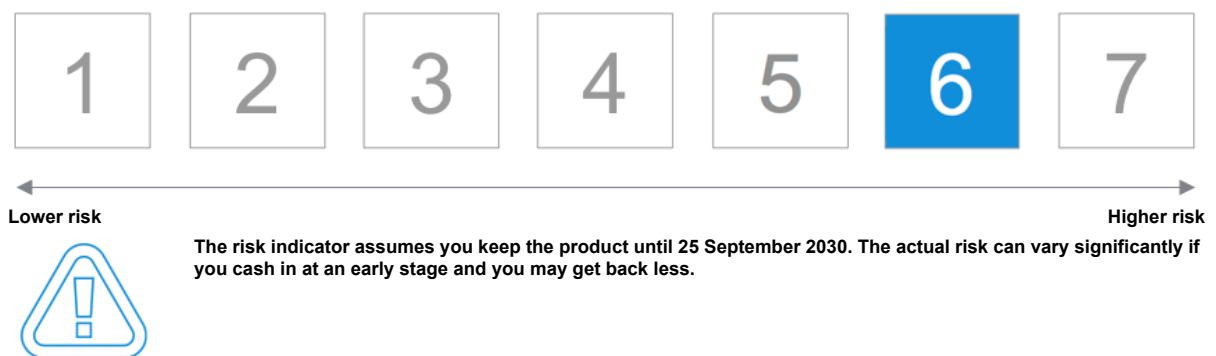 1 2 3 4 5 6 7
Lower risk Higher risk
The risk indicator assumes you keep the product until 25 September 2030. The actual risk can vary significantly if
you cash in at an early stage and you may get back less.